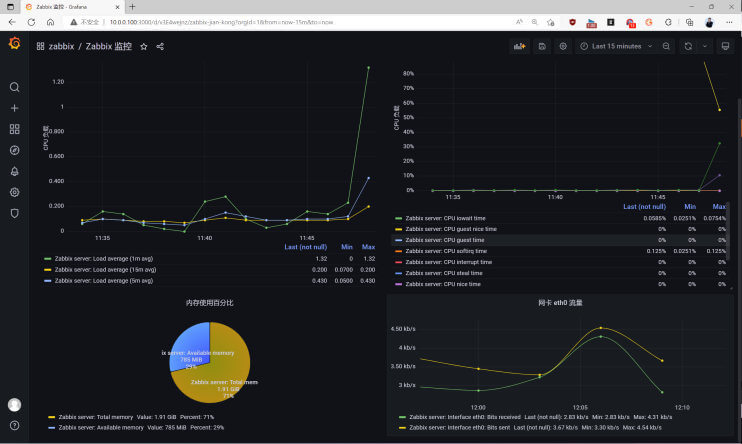 Zabbix 监控 - Grafana
不安全 | 10.0.0.100:3000/d/v3E4wejnz/zabbix-jian-kong?orgId=1&from=now-15m&to=now
zabbix / Zabbix 监控
Last 15 minutes
CPU 负载
1.20
1
0.800
0.600
0.400
0.200
0
11:35
11:40
11:45
Last (not null) Min Max
Zabbix server: Load average (1m avg) 1.32 0 1.32
Zabbix server: Load average (15m avg) 0.200 0.0700 0.200
Zabbix server: Load average (5m avg) 0.430 0.0500 0.430
CPU 负载
80%
70%
60%
50%
40%
30%
20%
10%
0%
11:35
11:40
11:45
Last (not null) Min Max
Zabbix server: CPU iowait time 0.0585% 0.0251% 0.0754%
Zabbix server: CPU guest nice time 0% 0% 0%
Zabbix server: CPU guest time 0% 0% 0%
Zabbix server: CPU softirq time 0.125% 0.0251% 0.125%
Zabbix server: CPU interrupt time 0% 0% 0%
Zabbix server: CPU steal time 0% 0% 0%
Zabbix server: CPU nice time 0% 0% 0%
内存使用百分比
ix server: Available memory
785 MiB
29%
Zabbix server: Total mem
1.91 GiB
71%
Zabbix server: Total memory Value: 1.91 GiB Percent: 71%
Zabbix server: Available memory Value: 785 MiB Percent: 29%
网卡 eth0 流量
4.50 kb/s
4 kb/s
3.50 kb/s
3 kb/s
12:00
12:05
12:10
Zabbix server: Interface eth0: Bits received Last (not null): 2.83 kb/s Min: 2.83 kb/s Max: 4.31 kb/s
Zabbix server: Interface eth0: Bits sent Last (not null): 3.67 kb/s Min: 3.30 kb/s Max: 4.54 kb/s